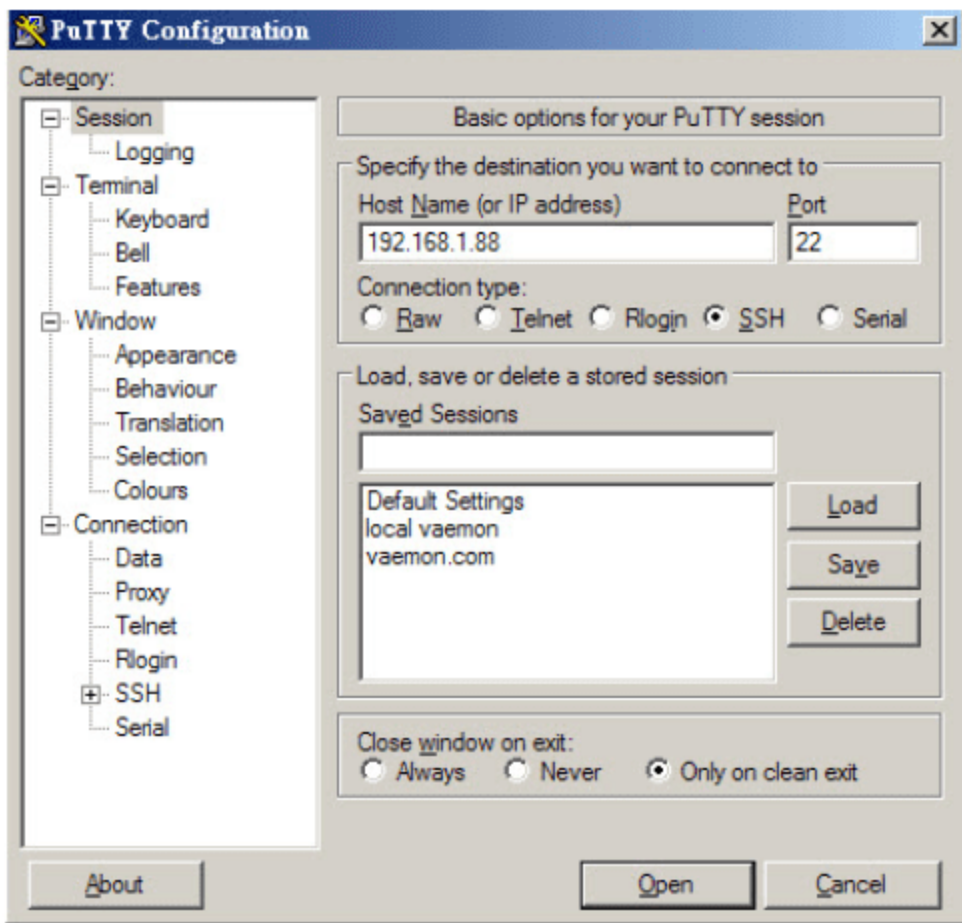 PuTTY Configuration
Category:
Session
Logging
Terminal
Keyboard
Bell
Features
Window
Appearance
Behaviour
Translation
Selection
Colours
Connection
Data
Proxy
Telnet
Rlogin
SSH
Serial
Basic options for your PuTTY session
Specify the destination you want to connect to
Host Name (or IP address) Port
192.168.1.88 22
Connection type:
Raw Telnet Rlogin SSH Serial
Load, save or delete a stored session
Saved Sessions
Default Settings
local vaemon
vaemon.com
Load
Save
Delete
Close window on exit:
Always Never Only on clean exit
About Open Cancel